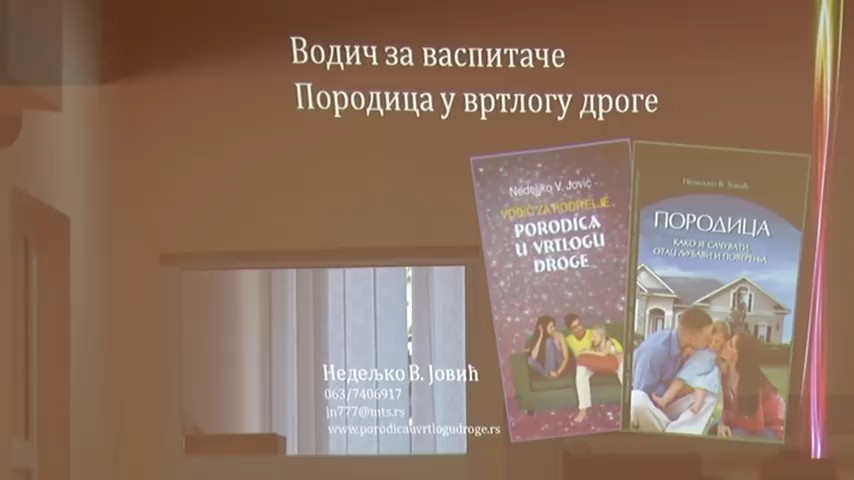 Водич за васпитаче
Породица у вртлогу дроге
Nedeljko V. Jović
VODIČ ZA RODITELJE
PORODICA
U VRTLOGU
DROGE
Недељко В. Јовић
ПОРОДИЦА
КАКО ЈЕ САЧУВАТИ
ОТАЦ ЉУБАВИ И ПОВЕРЕЊА
Недељко В. Јовић
063/7406917
jn777@mts.rs
www.porodicauvrtlogudroge.rs